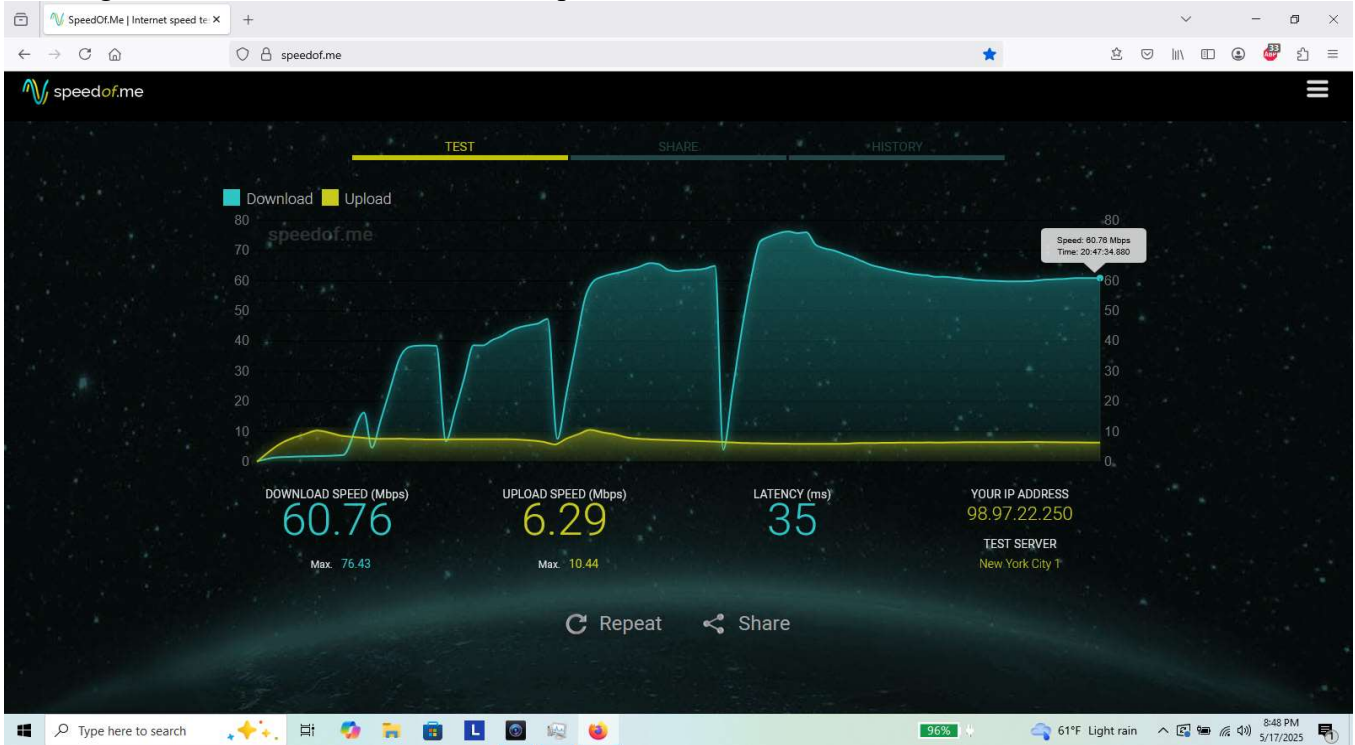 SpeedOf.Me | Internet speed te
speedof.me
33
ABP
speedof.me
TEST SHARE HISTORY
Download Upload
speedof.me
80 80
70
60 60
50 50
40 40
30 30
20 20
10 10
0 0
Speed: 60.76 Mbps
Time: 20:47:34.880
DOWNLOAD SPEED (Mbps) UPLOAD SPEED (Mbps) LATENCY (ms) YOUR IP ADDRESS
60.76 6.29 35 98.97.22.250
TEST SERVER
Max. 76.43 Max. 10.44 New York City 1
Repeat Share
Type here to search L 96% 61°F Light rain 8:48 PM
5/17/2025 1